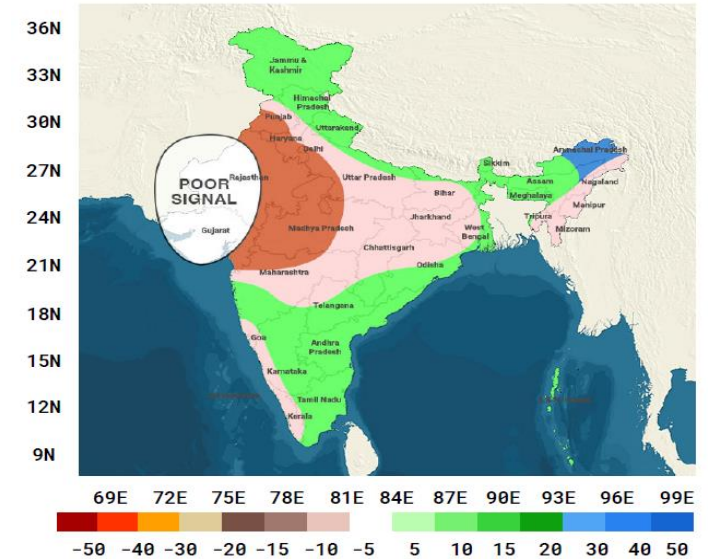 36N
33N
30N
27N
24N
21N
18N
15N
12N
9N
Jammu &
Kashmir
Himachal
Pradesh
Punjab
Uttarakand
Haryana
Delhi
POOR
SIGNAL
Rajasthan
Uttar Pradesh
Sikkim
Arunachal Pradesh
Assam
Nagaland
Bihar
Meghalaya
Manipur
Gujarat
Madhya Pradesh
Jharkhand
West
Bengal
Tripura
Mizoram
Chhattisgarh
Maharashtra
Odisha
Telangana
Goa
Andhra
Pradesh
Karnataka
Tamil Nadu
Kerala
69E 72E 75E 78E 81E 84E 87E 90E 93E 96E 99E
-50 -40 -30 -20 -15 -10 -5 5 10 15 20 30 40 50